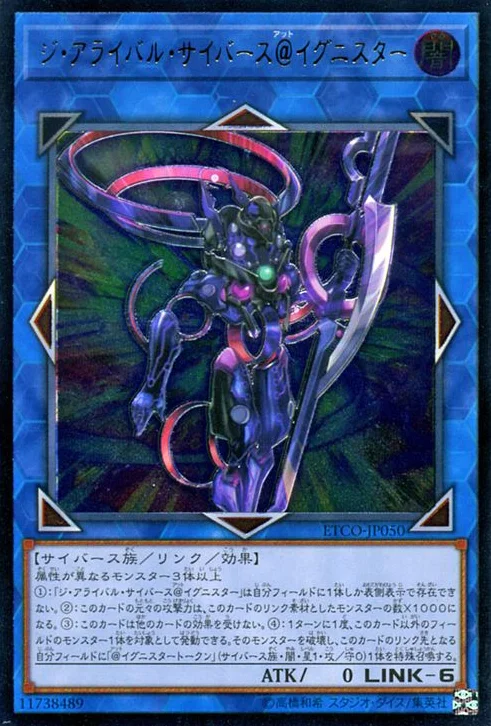 ジ・アライバル・サイバース@イグニスター
アット
闇
ETCO-JP050
【サイバース族/リンク/効果】
属性が異なるモンスター3体以上
①:「ジ・アライバル・サイバース@イグニスター」は自分フィールドに1体しか表側表示で存在でき
ない。②:このカードの元々の攻撃力は、このカードのリンク素材としたモンスターの数×1000に
なる。③:このカードは他のカードの効果を受けない。④:1ターンに1度、このカード以外のフィー
ルドのモンスター1体を対象として発動できる。そのモンスターを破壊し、このカードのリンク先となる
自分フィールドに「@イグニスタートークン」(サイバース族・闇・星1・攻/守0)1体を特殊召喚する。
ATK/ 0 LINK-6
11738489
©高橋和希 スタジオ・ダイス/集英社